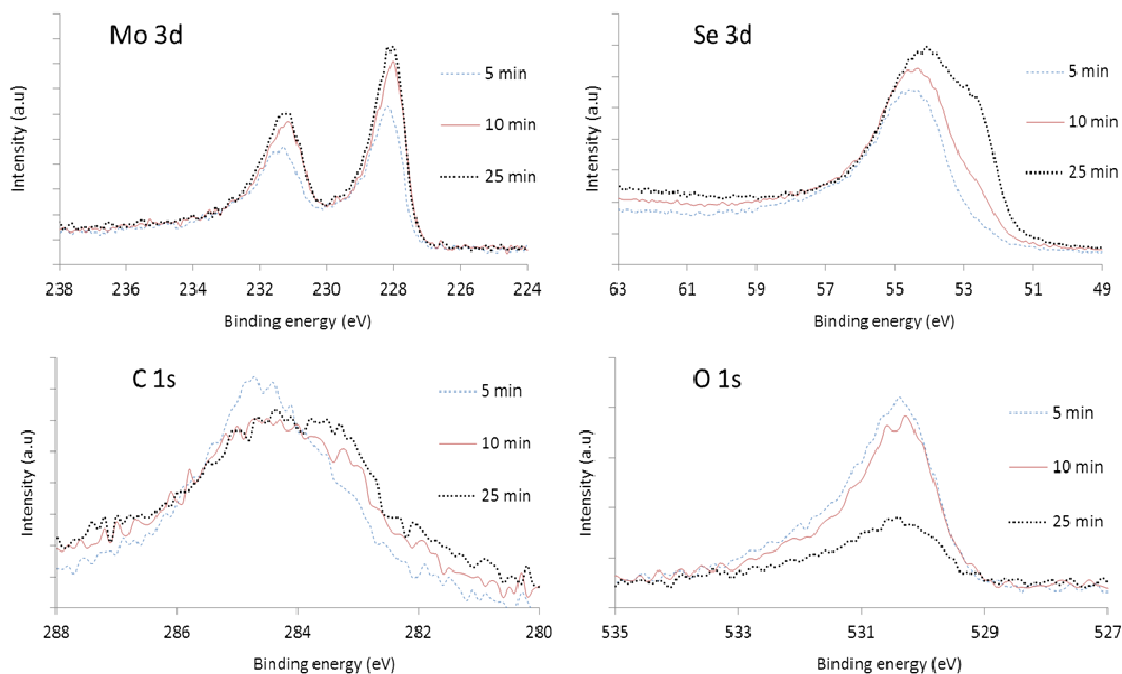 Mo 3d
Intensity (a.u)
5 min
10 min
25 min
238 236 234 232 230 228 226 224
Binding energy (eV)
Se 3d
Intensity (a.u)
5 min
10 min
25 min
63 61 59 57 55 53 51 49
Binding energy (eV)
C 1s
Intensity (a.u)
5 min
10 min
25 min
288 286 284 282 280
Binding energy (eV)
O 1s
Intensity (a.u)
5 min
10 min
25 min
535 533 531 529 527
Binding energy (eV)